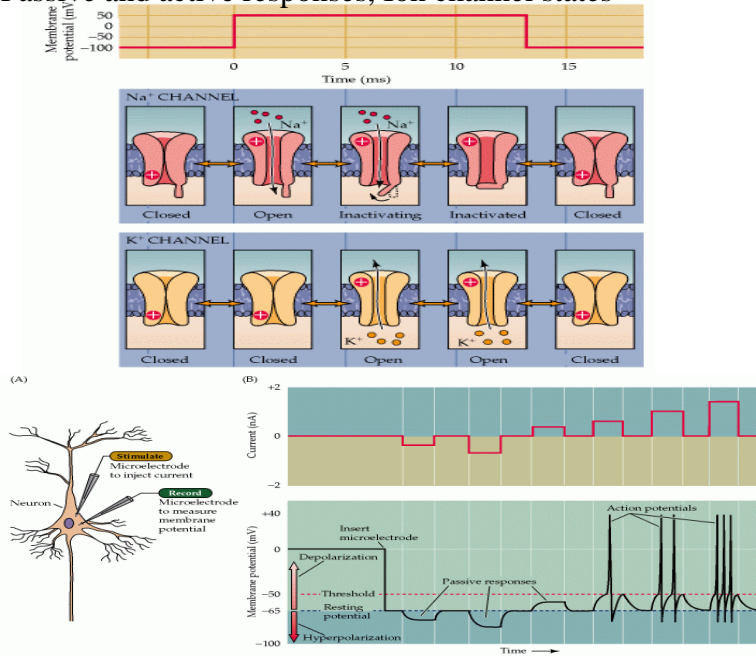 Passive and active responses, Ion channel states
Membrane
potential (mV)
50
0
−50
−100
0 5 10 15
Time (ms)
Na+ CHANNEL
Na+ Na+
Closed Open Inactivating Inactivated Closed
K+ CHANNEL
K+ K+
Closed Closed Open Open Closed
(A)
Stimulate
Microelectrode
to inject current
Record
Microelectrode
to measure
membrane
potential
Neuron
(B)
Current (nA)
+2
0
−2
Membrane potential (mV)
+40
0
−50
−65
−100
Insert
microelectrode
Action potentials
Depolarization
Passive responses
Threshold
Resting
potential
Hyperpolarization
Time